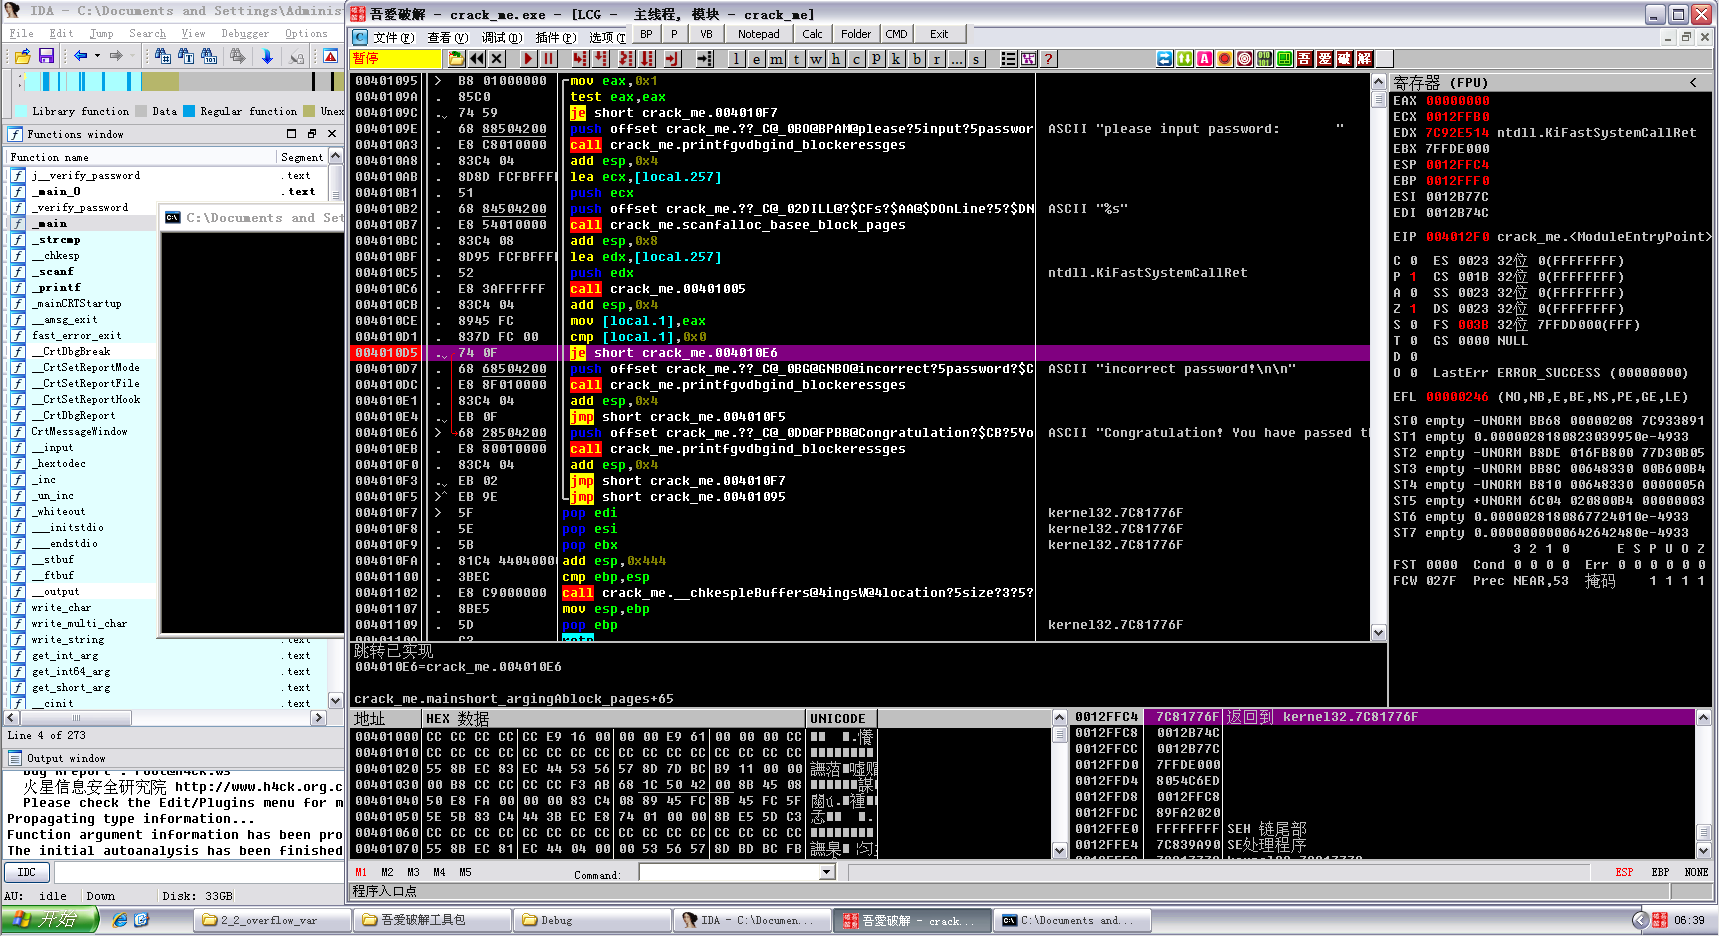 IDA - C:\Documents and Settings\Adminis
File Edit Jump Search View Debugger Options
Library function Data Regular function Unex
Functions window
Function name Segment
j__verify_password .text
_main_0 .text
_verify_password
_main
_strcmp
__chkesp
_scanf
_printf
_mainCRTStartup
__amsg_exit
fast_error_exit
__CrtDbgBreak
__CrtSetReportMode
__CrtSetReportFile
__CrtSetReportHook
__CrtDbgReport
CrtMessageWindow
__input
_hextodec
_inc
_un_inc
_whiteout
___initstdio
___endstdio
__stbuf
__ftbuf
__output
write_char
write_multi_char
write_string .text
get_int_arg .text
get_int64_arg .text
get_short_arg .text
__cinit .text
Line 4 of 273
Output window
火星信息安全研究院 http://www.h4ck.org.c
Please check the Edit/Plugins menu for m
Propagating type information...
Function argument information has been pro
The initial autoanalysis has been finished
IDC
AU: idle Down Disk: 33GB
C:\Documents and Set
吾爱破解 - crack_me.exe - [LCG - 主线程, 模块 - crack_me]
文件(F) 查看(V) 调试(D) 插件(P) 选项(T BP P VB Notepad Calc Folder CMD Exit
暂停 l e m t w h c P k b r ... s ? 吾 爱 破 解
00401095 > B8 01000000 mov eax,0x1
0040109A . 85C0 test eax,eax
0040109C . 74 59 je short crack_me.004010F7
0040109E . 68 88504200 push offset crack_me.??_C@_0BO@BPAM@please?5input?5passwor ASCII "please input password: "
004010A3 . E8 C8010000 call crack_me.printfgvdbgind_blockeressges
004010A8 . 83C4 04 add esp,0x4
004010AB . 8D8D FCFBFFFF lea ecx,[local.257]
004010B1 . 51 push ecx
004010B2 . 68 84504200 push offset crack_me.??_C@_02DILL@?$CFs?$AA@$DOnLine?5?$DN ASCII "%s"
004010B7 . E8 54010000 call crack_me.scanfalloc_basee_block_pages
004010BC . 83C4 08 add esp,0x8
004010BF . 8D95 FCFBFFFF lea edx,[local.257]
004010C5 . 52 push edx ntdll.KiFastSystemCallRet
004010C6 . E8 3AFFFFFF call crack_me.00401005
004010CB . 83C4 04 add esp,0x4
004010CE . 8945 FC mov [local.1],eax
004010D1 . 837D FC 00 cmp [local.1],0x0
004010D5 . 74 0F je short crack_me.004010E6
004010D7 . 68 68504200 push offset crack_me.??_C@_0BG@GNBO@incorrect?5password?$C ASCII "incorrect password!\n\n"
004010DC . E8 8F010000 call crack_me.printfgvdbgind_blockeressges
004010E1 . 83C4 04 add esp,0x4
004010E4 . EB 0F jmp short crack_me.004010F5
004010E6 > 68 28504200 push offset crack_me.??_C@_0DD@FPBB@Congratulation?$CB?5Yo ASCII "Congratulation! You have passed th
004010EB . E8 80010000 call crack_me.printfgvdbgind_blockeressges
004010F0 . 83C4 04 add esp,0x4
004010F3 . EB 02 jmp short crack_me.004010F7
004010F5 > EB 9E jmp short crack_me.00401095
004010F7 > 5F pop edi kernel32.7C81776F
004010F8 . 5E pop esi kernel32.7C81776F
004010F9 . 5B pop ebx kernel32.7C81776F
004010FA . 81C4 44040000 add esp,0x444
00401100 . 3BEC cmp ebp,esp
00401102 . E8 C9000000 call crack_me.__chkespleBuffers@4ingsW@4location?5size?3?5?
00401107 . 8BE5 mov esp,ebp
00401109 . 5D pop ebp kernel32.7C81776F
跳转已实现
004010E6=crack_me.004010E6
crack_me.mainshort_argingAblock_pages+65
寄存器 (FPU) <
EAX 00000000
ECX 0012FFB0
EDX 7C92E514 ntdll.KiFastSystemCallRet
EBX 7FFDE000
ESP 0012FFC4
EBP 0012FFF0
ESI 0012B77C
EDI 0012B74C
EIP 004012F0 crack_me.<ModuleEntryPoint>
C 0 ES 0023 32位 0(FFFFFFFF)
P 1 CS 001B 32位 0(FFFFFFFF)
A 0 SS 0023 32位 0(FFFFFFFF)
Z 1 DS 0023 32位 0(FFFFFFFF)
S 0 FS 003B 32位 7FFDD000(FFF)
T 0 GS 0000 NULL
D 0
O 0 LastErr ERROR_SUCCESS (00000000)
EFL 00000246 (NO,NB,E,BE,NS,PE,GE,LE)
ST0 empty -UNORM BB68 00000208 7C933891
ST1 empty 0.0000028180823039950e-4933
ST2 empty -UNORM B8DE 016FB800 77D30B05
ST3 empty -UNORM BB8C 00648330 00B600B4
ST4 empty -UNORM B810 00648330 0000005A
ST5 empty +UNORM 6C04 020800B4 00000003
ST6 empty 0.0000028180867724010e-4933
ST7 empty 0.0000000000642642480e-4933
3 2 1 0 E S P U O Z
FST 0000 Cond 0 0 0 0 Err 0 0 0 0 0 0
FCW 027F Prec NEAR,53 掩码 1 1 1 1
地址 HEX 数据 UNICODE
00401000 CC CC CC CC CC E9 16 00 00 00 E9 61 00 00 00 CC
00401010 CC CC CC CC CC CC CC CC CC CC CC CC CC CC CC CC
00401020 55 8B EC 83 EC 44 53 56 57 8D 7D BC B9 11 00 00
00401030 00 B8 CC CC CC CC F3 AB 68 1C 50 42 00 8B 45 08
00401040 50 E8 FA 00 00 00 83 C4 08 89 45 FC 8B 45 FC 5F
00401050 5E 5B 83 C4 44 3B EC E8 74 01 00 00 8B E5 5D C3
00401060 CC CC CC CC CC CC CC CC CC CC CC CC CC CC CC CC
00401070 55 8B EC 81 EC 44 04 00 00 53 56 57 8D BD BC FB
0012FFC4 7C81776F 返回到 kernel32.7C81776F
0012FFC8 0012B74C
0012FFCC 0012B77C
0012FFD0 7FFDE000
0012FFD4 8054C6ED
0012FFD8 0012FFC8
0012FFDC 89FA2020
0012FFE0 FFFFFFFF SEH 链尾部
0012FFE4 7C839A90 SE处理程序
M1 M2 M3 M4 M5 Command: ESP EBP NONE
程序入口点
开始 2_2_overflow_var 吾爱破解工具包 Debug IDA - C:\Documen... 吾爱破解 - crack... C:\Documents and... 06:39